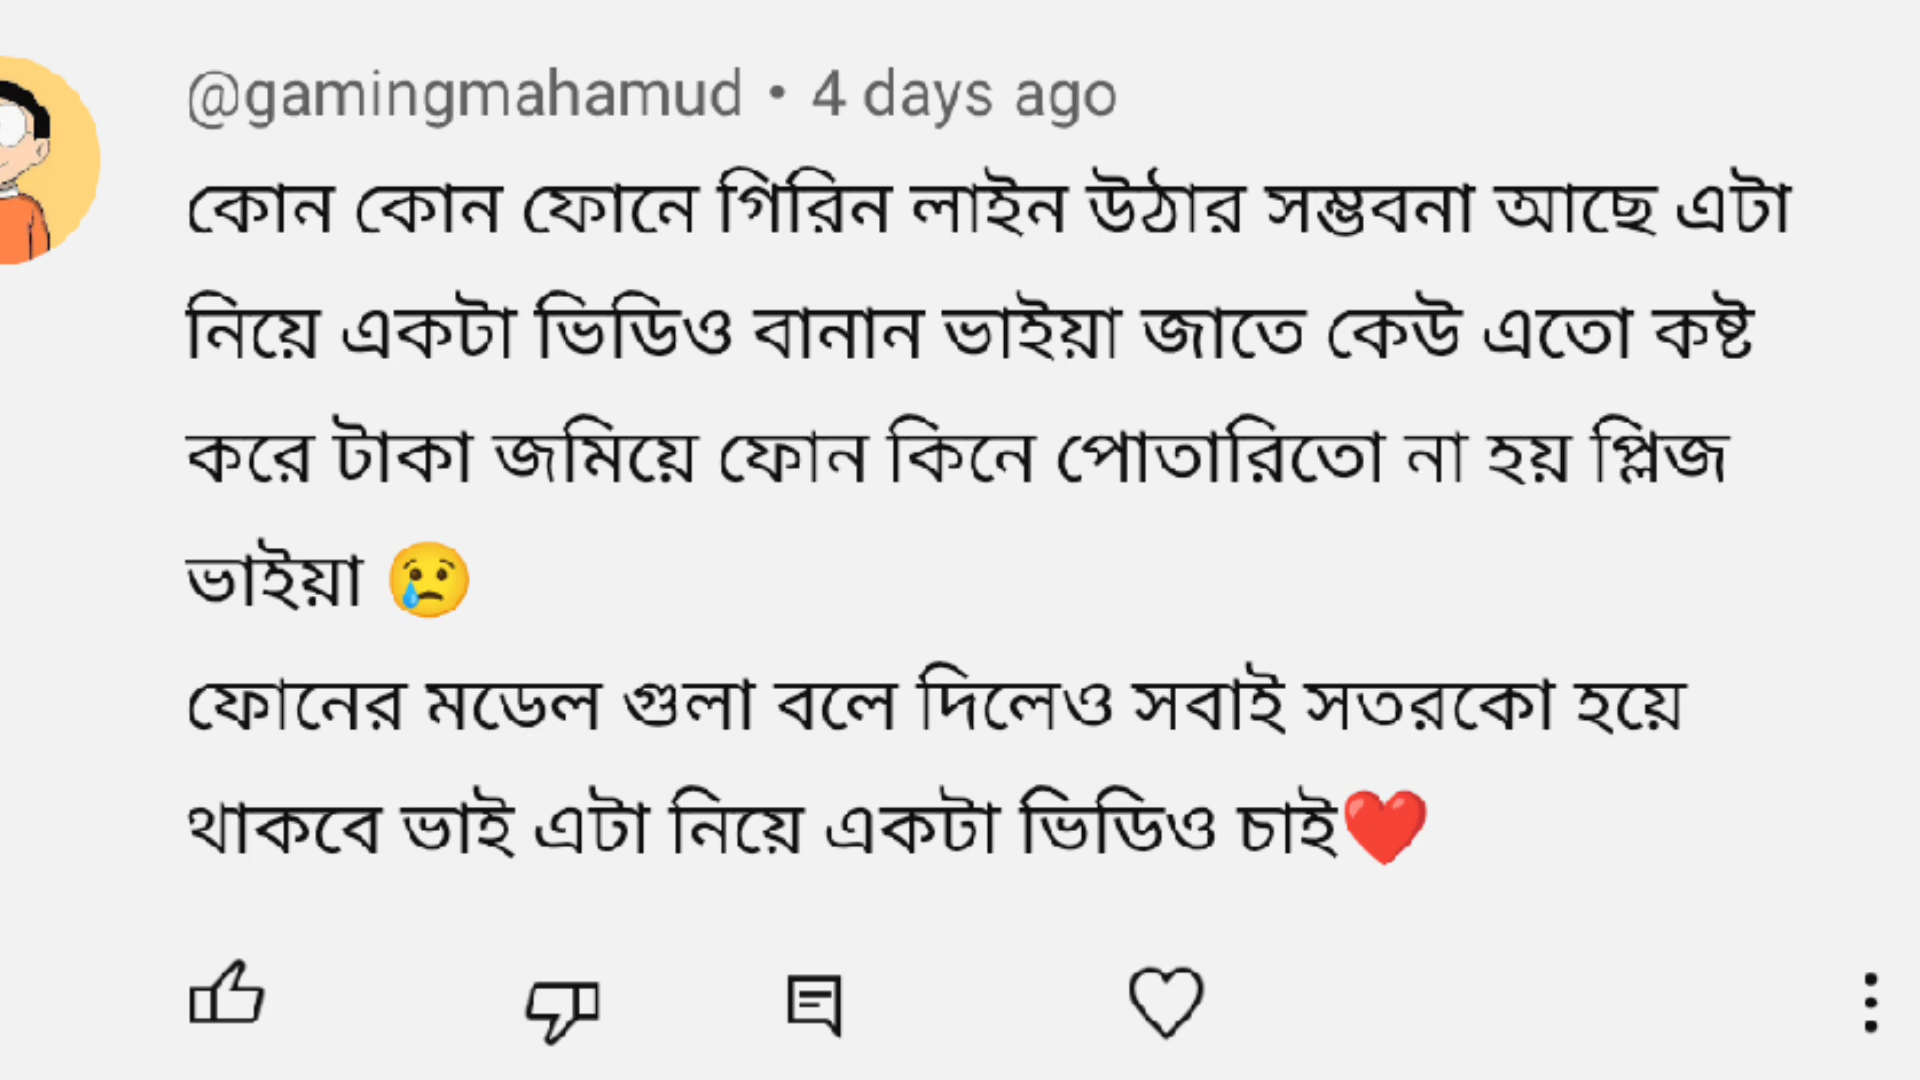 @gamingmahamud • 4 days ago
কোন কোন ফোনে গিরিন লাইন উঠার সম্ভবনা আছে এটা
নিয়ে একটা ভিডিও বানান ভাইয়া জাতে কেউ এতো কষ্ট
করে টাকা জমিয়ে ফোন কিনে পোতারিতো না হয় প্লিজ
ভাইয়া 😢
ফোনের মডেল গুলা বলে দিলেও সবাই সতরকো হয়ে
থাকবে ভাই এটা নিয়ে একটা ভিডিও চাই❤️